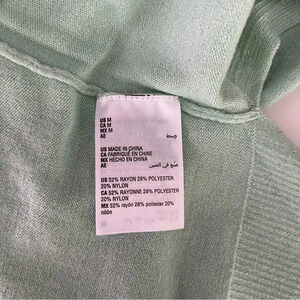 US M
CA M
MX M
AE وسط
US MADE IN CHINA
CA FABRIQUÉ EN CHINE
MX HECHO EN CHINA
AE صنع في الصين
US 52% RAYON 28% POLYESTER
20% NYLON
CA 52% RAYONNE 28% POLYESTER
20% NYLON
MX 52% rayón 28% poliester 20%
nilón